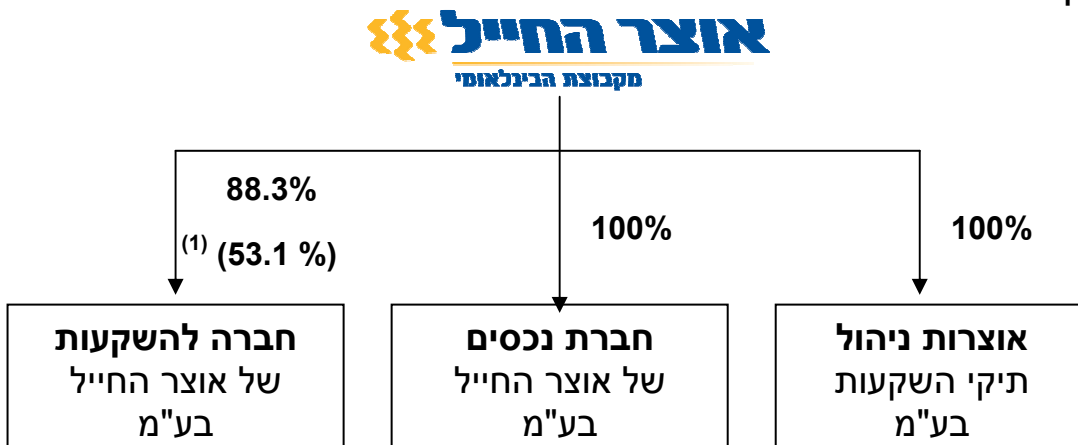 אוצר החייל
מקבוצת הבינלאומי
100%
100%
88.3%
(1) (53.1 %)
אוצרות ניהול
תיקי השקעות
בע"מ
חברת נכסים
של אוצר החייל
בע"מ
חברה להשקעות
של אוצר החייל
בע"מ